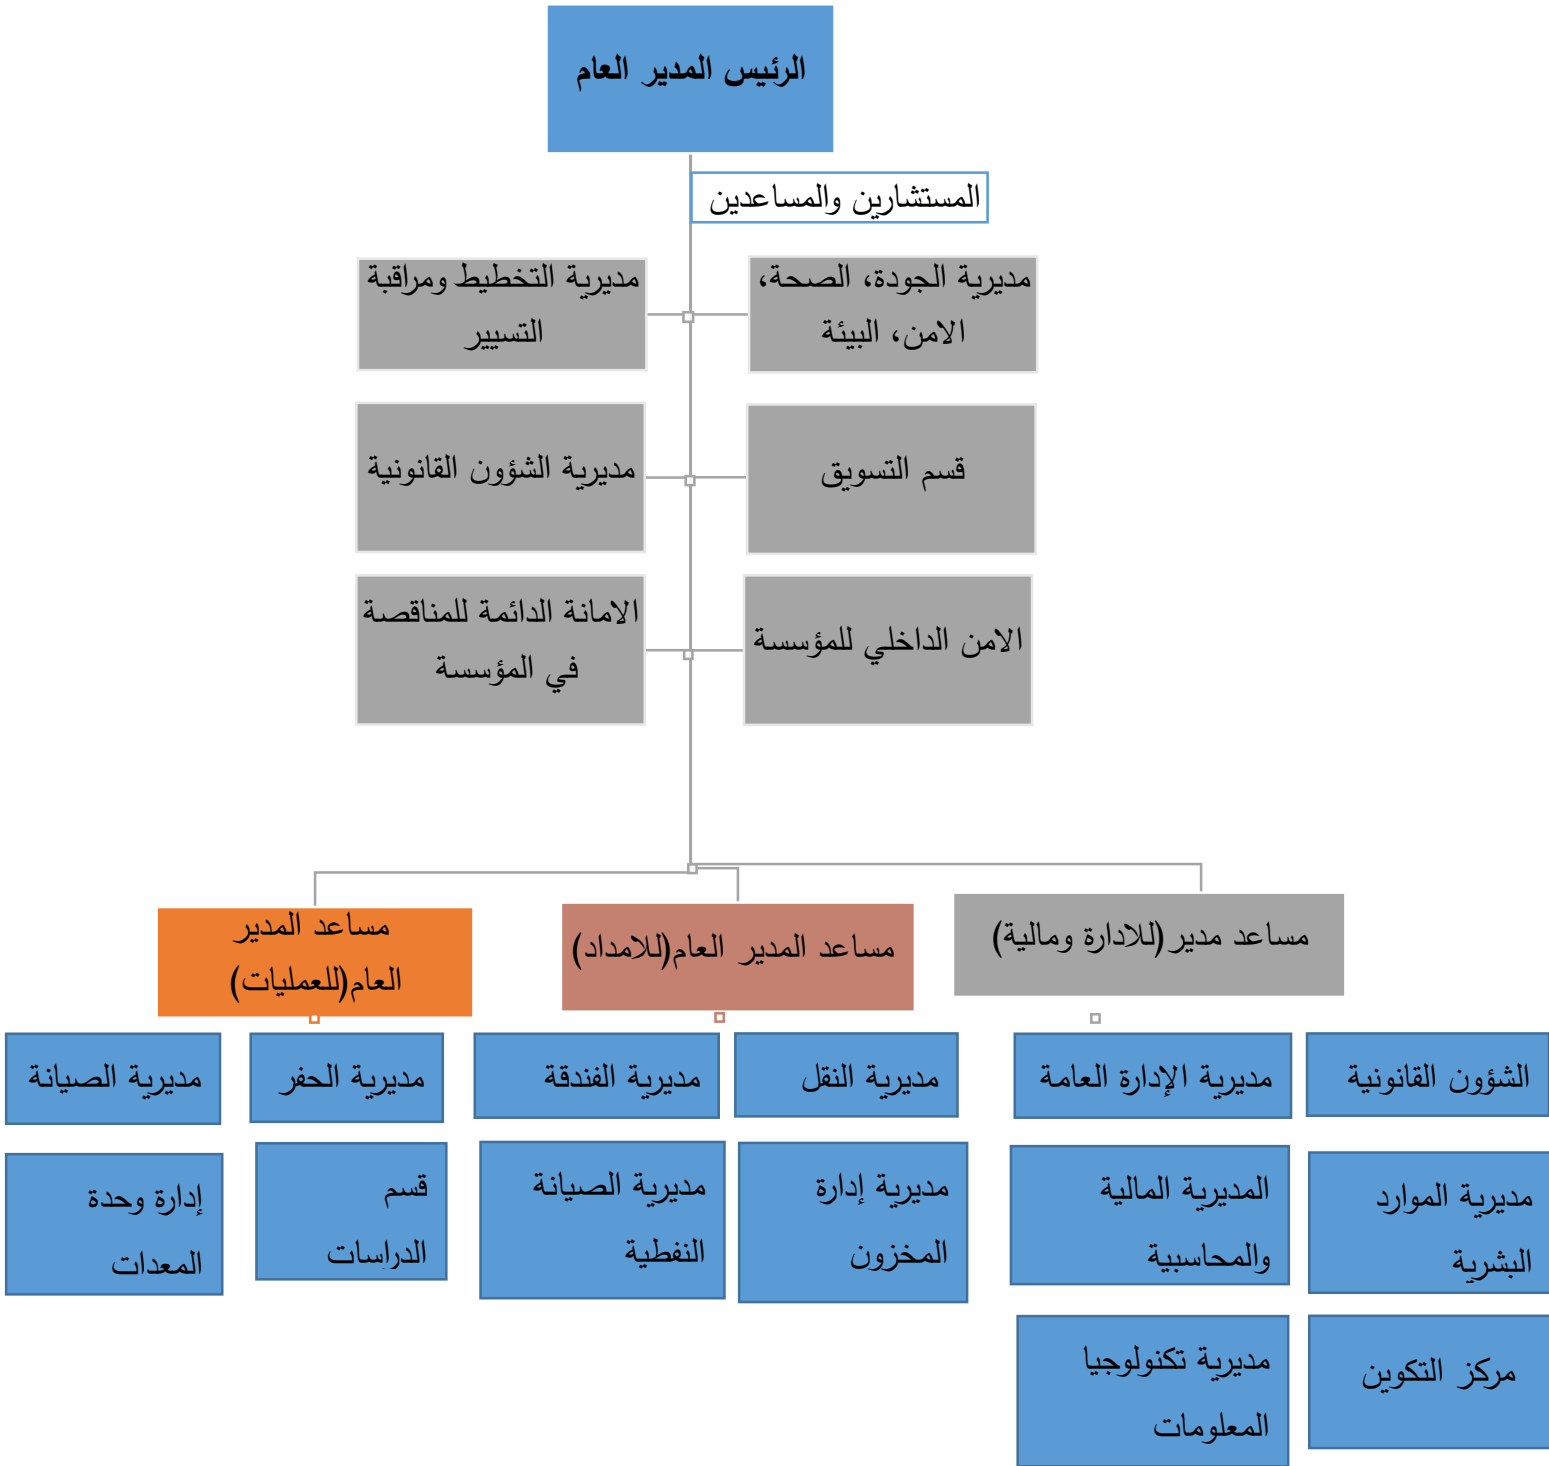 الرئيس المدير العام
المستشارين والمساعدين
مديرية الجودة، الصحة،
الامن، البيئة
مديرية التخطيط ومراقبة
التسيير
قسم التسويق
مديرية الشؤون القانونية
الامن الداخلي للمؤسسة
الامانة الدائمة للمناقصة
في المؤسسة
مساعد مدير(للادارة ومالية)
مساعد المدير العام(للامداد)
مساعد المدير
العام(للعمليات)
الشؤون القانونية
مديرية الإدارة العامة
مديرية النقل
مديرية الفندقة
مديرية الحفر
مديرية الصيانة
مديرية الموارد
البشرية
المديرية المالية
والمحاسبية
مديرية إدارة
المخزون
مديرية الصيانة
النفطية
قسم
الدراسات
إدارة وحدة
المعدات
مركز التكوين
مديرية تكنولوجيا
المعلومات